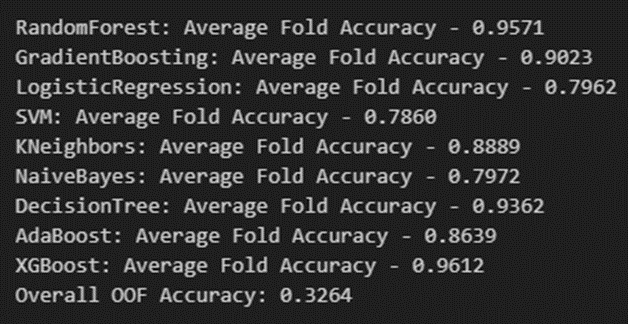 RandomForest: Average Fold Accuracy - 0.9571
GradientBoosting: Average Fold Accuracy - 0.9023
LogisticRegression: Average Fold Accuracy - 0.7962
SVM: Average Fold Accuracy - 0.7860
KNeighbors: Average Fold Accuracy - 0.8889
NaiveBayes: Average Fold Accuracy - 0.7972
DecisionTree: Average Fold Accuracy - 0.9362
AdaBoost: Average Fold Accuracy - 0.8639
XGBoost: Average Fold Accuracy - 0.9612
Overall OOF Accuracy: 0.3264